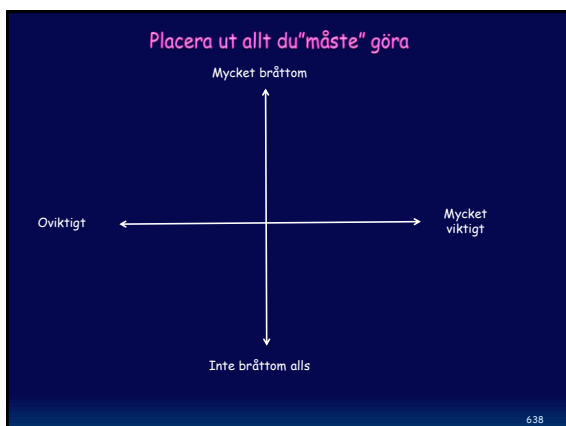 Placera ut allt du”måste” göra
Mycket bråttom
Oviktigt
Mycket
viktigt
Inte bråttom alls
638